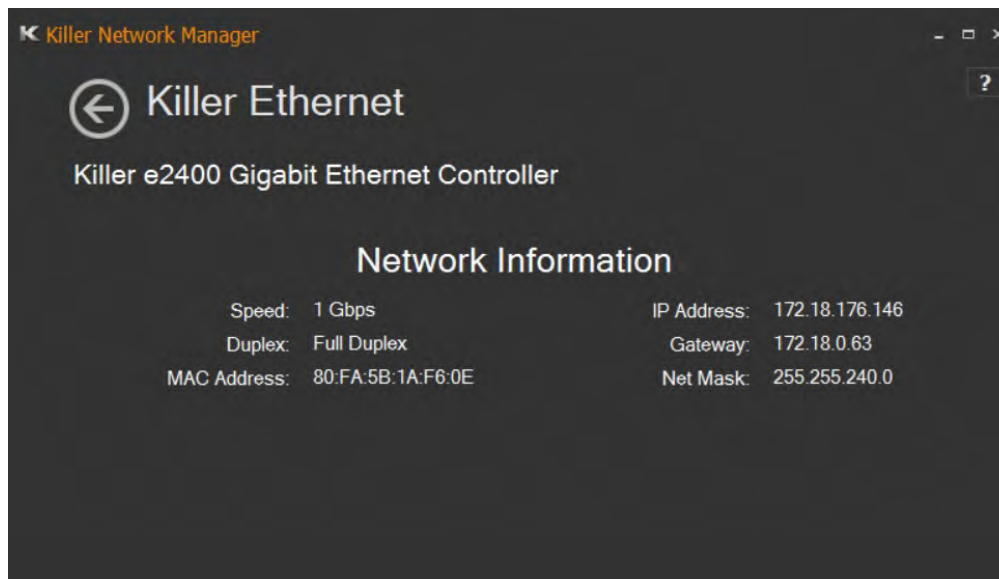 Killer Network Manager
?
Killer Ethernet
Killer e2400 Gigabit Ethernet Controller
Network Information
Speed: 1 Gbps
IP Address: 172.18.176.146
Duplex: Full Duplex
Gateway: 172.18.0.63
MAC Address: 80:FA:5B:1A:F6:0E
Net Mask: 255.255.240.0